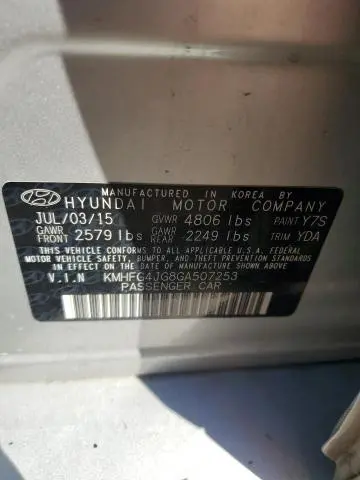 MANUFACTURED IN KOREA BY
HYUNDAI MOTOR COMPANY
JUL/03/15 GVWR 4806 lbs PAINT Y7S
GAWR FRONT 2579 lbs GAWR REAR 2249 lbs TRIM YDA
THIS VEHICLE CONFORMS TO ALL APPLICABLE U.S.A. FEDERAL
MOTOR VEHICLE SAFETY, BUMPER, AND THEFT PREVENTION
STANDARDS IN EFFECT ON THE DATE OF MANUFACTURE SHOWN ABOVE.
V.I.N KMHFG4JG8GA507253
PASSENGER CAR